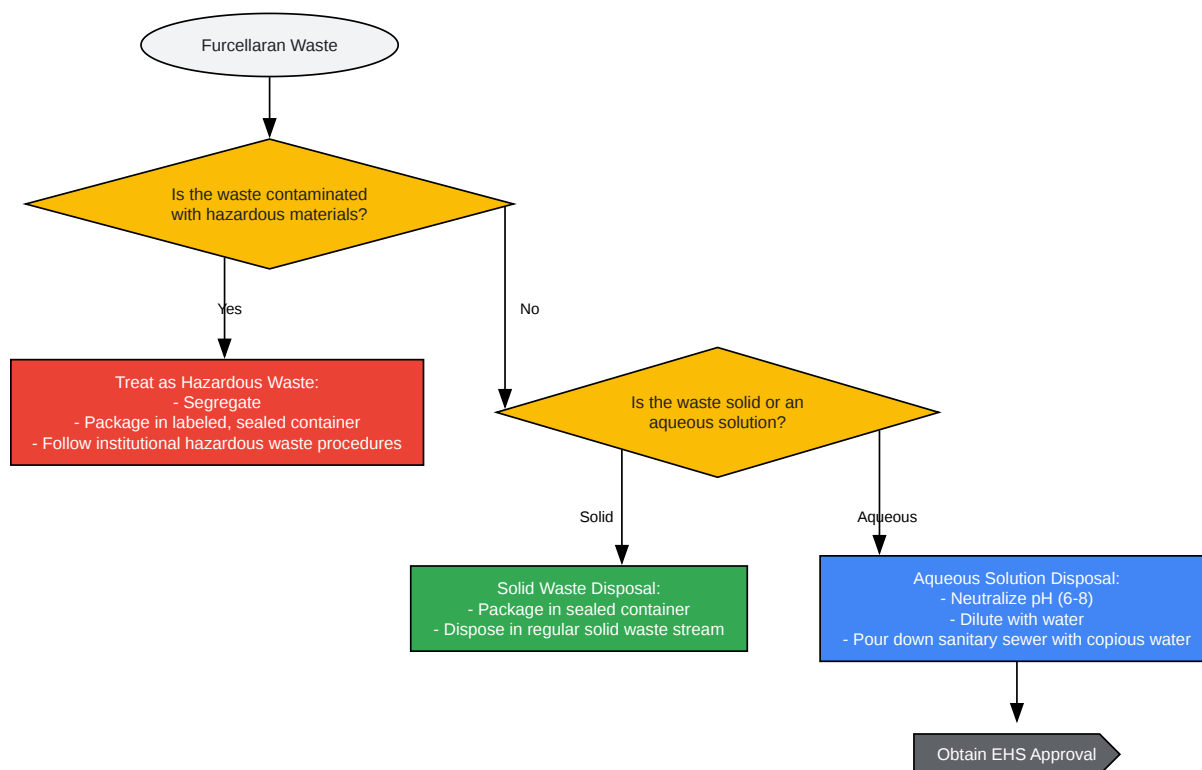 Furcellaran Waste
Is the waste contaminated
with hazardous materials?
Yes
No
Treat as Hazardous Waste:
- Segregate
- Package in labeled, sealed container
- Follow institutional hazardous waste procedures
Is the waste solid or an
aqueous solution?
Solid
Aqueous
Solid Waste Disposal:
- Package in sealed container
- Dispose in regular solid waste stream
Aqueous Solution Disposal:
- Neutralize pH (6-8)
- Dilute with water
- Pour down sanitary sewer with copious water
Obtain EHS Approval